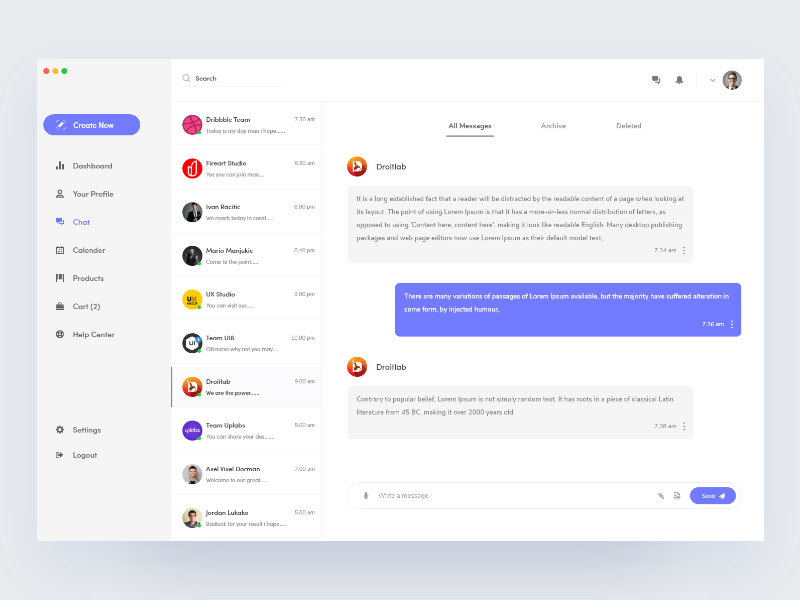 Search
Create New
Dashboard
Your Profile
Chat
Calender
Products
Cart (2)
Help Center
Settings
Logout
Dribbble Team 7.30 am
Today is my day man i hope......
Fireart Studio 6.30 am
Yes you can join man....
Ivan Racific 6.00 pm
We reach today in corat.....
Mario Manjukic 8.40 pm
Come to the point.....
UX Studio 9.00 pm
You can visit our.....
Team UI8 10.00 pm
Ofcourse why not you may.....
Droitlab 9.00 am
We are the power......
Team Uplabs 5.00 am
You can share your des........
Axel Vixel Dorman 7.00 am
Welcome to our great.....
Jordan Lukako 5.00 am
Badleck for your result i hope.....
All Messages
Archive
Deleted
Droitlab
It is a long established fact that a reader will be distracted by the readable content of a page when looking at
its layout. The point of using Lorem Ipsum is that it has a more-or-less normal distribution of letters, as
opposed to using 'Content here, content here', making it look like readable English. Many desktop publishing
packages and web page editors now use Lorem Ipsum as their default model text,
7.34 am
There are many variations of passages of Lorem Ipsum available, but the majority have suffered alteration in
some form, by injected humour,
7.36 am
Droitlab
Contrary to popular belief, Lorem Ipsum is not simply random text. It has roots in a piece of classical Latin
literature from 45 BC, making it over 2000 years old.
7.38 am
Write a message
Send